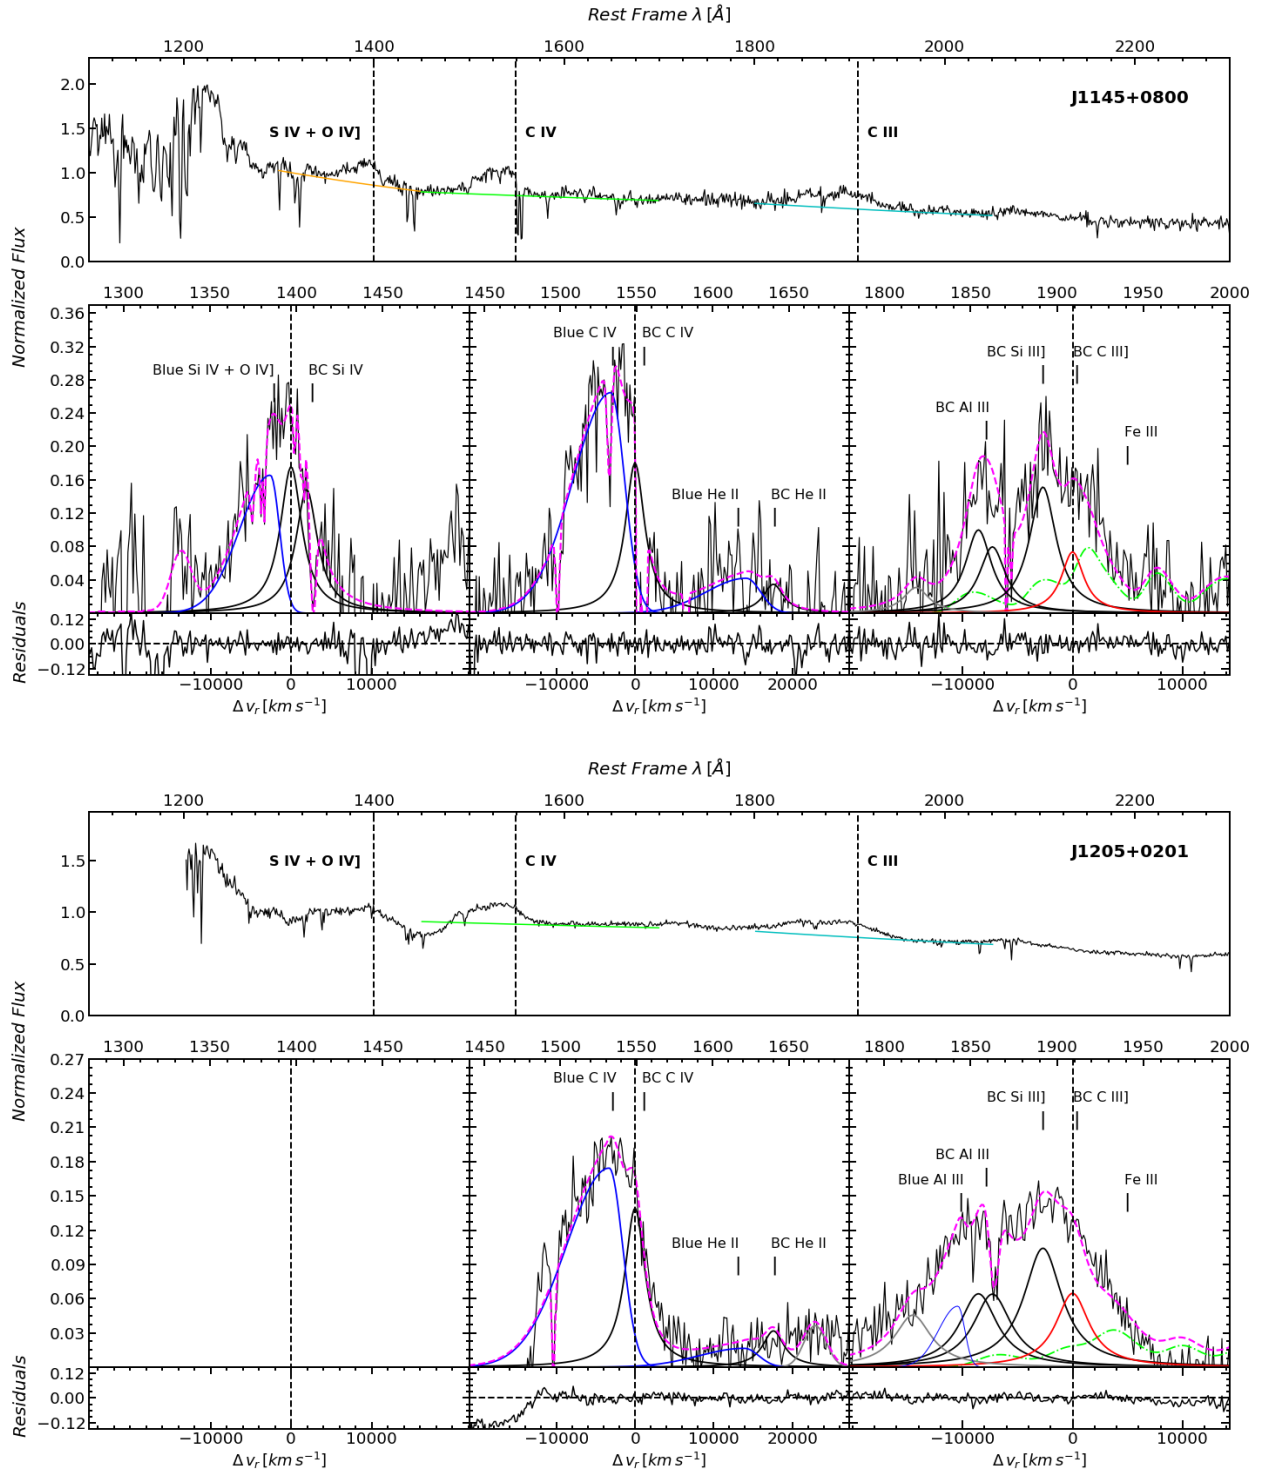 Rest Frame λ [Å]
1200 1400 1600 1800 2000 2200
J1145+0800
S IV + O IV] C IV C III
2.0
1.5
1.0
0.5
0.0
Normalized Flux
1300 1350 1400 1450 1450 1500 1550 1600 1650 1800 1850 1900 1950 2000
0.36
0.32
0.28
0.24
0.20
0.16
0.12
0.08
0.04
Blue Si IV + O IV] BC Si IV
Blue C IV BC C IV
Blue He II BC He II
BC Si III] BC C III]
BC Al III
Fe III
Residuals
0.12
0.00
−0.12
−10000 0 10000 −10000 0 10000 20000 −10000 0 10000
Δ vr [km s−1] Δ vr [km s−1] Δ vr [km s−1]
Rest Frame λ [Å]
1200 1400 1600 1800 2000 2200
J1205+0201
S IV + O IV] C IV C III
1.5
1.0
0.5
0.0
Normalized Flux
1300 1350 1400 1450 1450 1500 1550 1600 1650 1800 1850 1900 1950 2000
0.27
0.24
0.21
0.18
0.15
0.12
0.09
0.06
0.03
Blue C IV BC C IV
Blue He II BC He II
BC Si III] BC C III]
BC Al III
Blue Al III Fe III
Residuals
0.12
0.00
−0.12
−10000 0 10000 −10000 0 10000 20000 −10000 0 10000
Δ vr [km s−1] Δ vr [km s−1] Δ vr [km s−1]